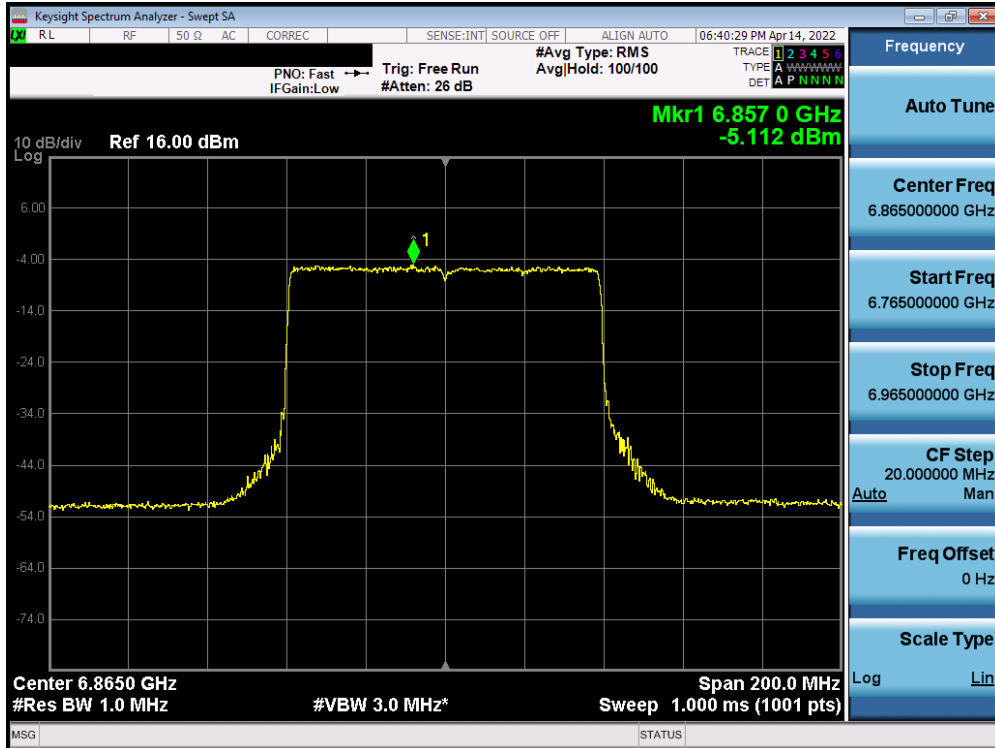 Keysight Spectrum Analyzer - Swept SA
LXI RL RF 50 Ω AC CORREC SENSE:INT SOURCE OFF ALIGN AUTO 06:40:29 PM Apr 14, 2022
PNO: Fast Trig: Free Run #Avg Type: RMS TRACE 1 2 3 4 5 6
IFGain:Low #Atten: 26 dB Avg|Hold: 100/100 TYPE A WWWWW
DET A P N N N N
Mkr1 6.857 0 GHz
-5.112 dBm
10 dB/div Ref 16.00 dBm
Log
1
6.00
-4.00
-14.0
-24.0
-34.0
-44.0
-54.0
-64.0
-74.0
Center 6.8650 GHz Span 200.0 MHz
#Res BW 1.0 MHz #VBW 3.0 MHz* Sweep 1.000 ms (1001 pts)
MSG STATUS
Frequency
Auto Tune
Center Freq
6.865000000 GHz
Start Freq
6.765000000 GHz
Stop Freq
6.965000000 GHz
CF Step
20.000000 MHz
Auto Man
Freq Offset
0 Hz
Scale Type
Log Lin